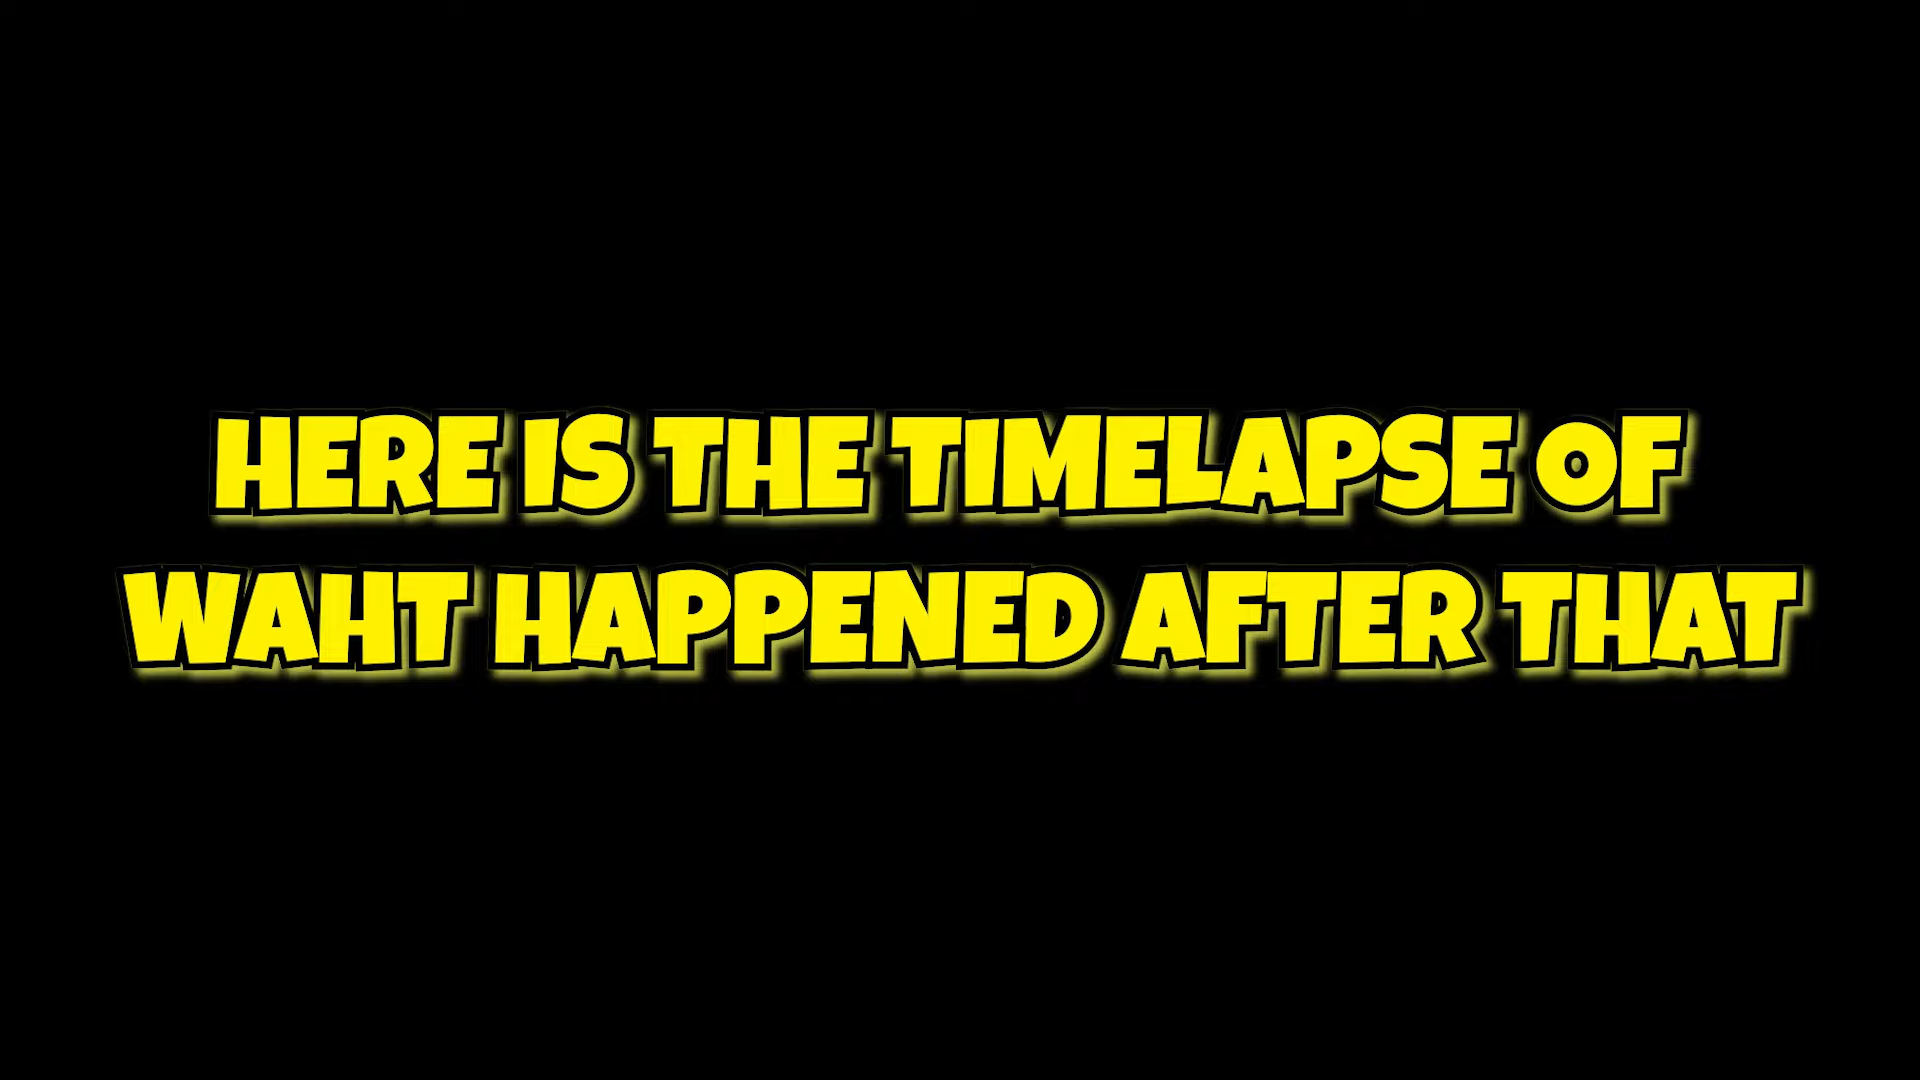 HERE IS THE TIMELAPSE OF
WAHT HAPPENED AFTER THAT